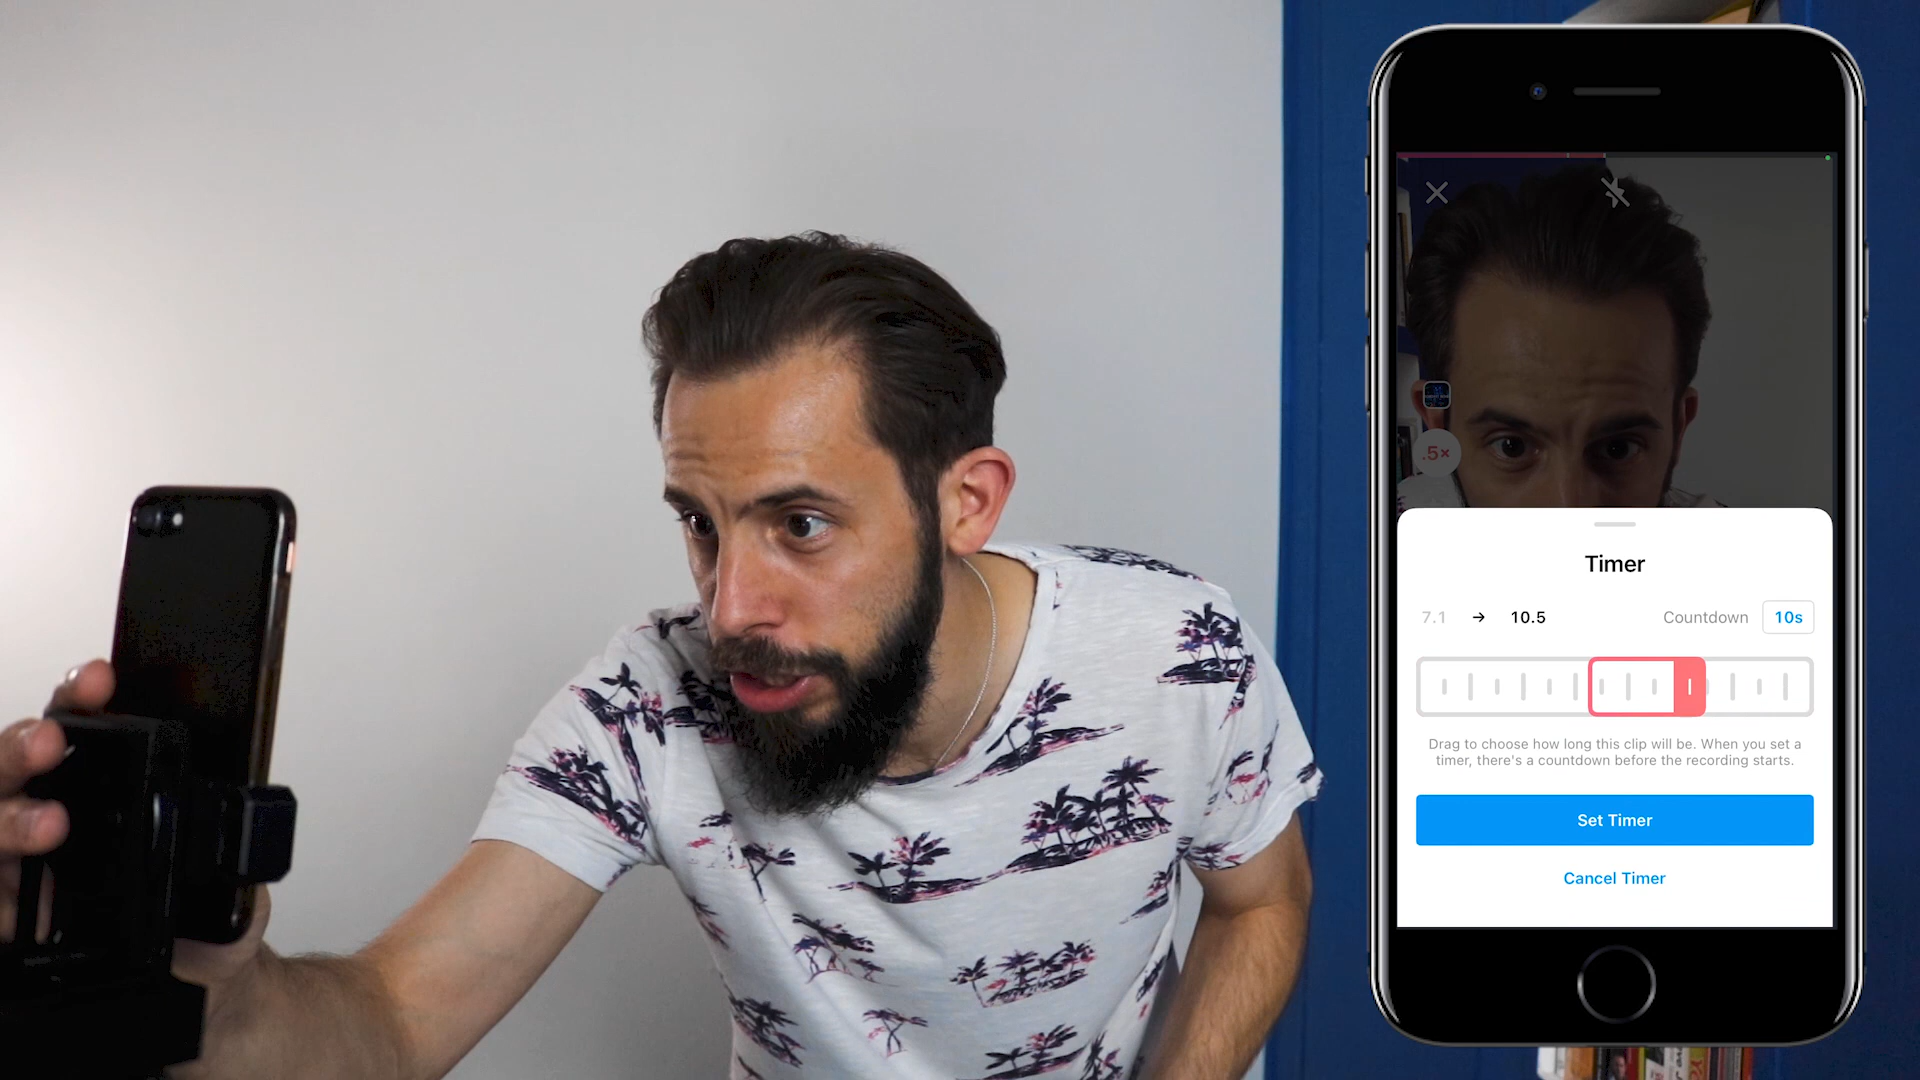 .5×
Timer
7.1 → 10.5 Countdown 10s
Drag to choose how long this clip will be. When you set a
timer, there's a countdown before the recording starts.
Set Timer
Cancel Timer